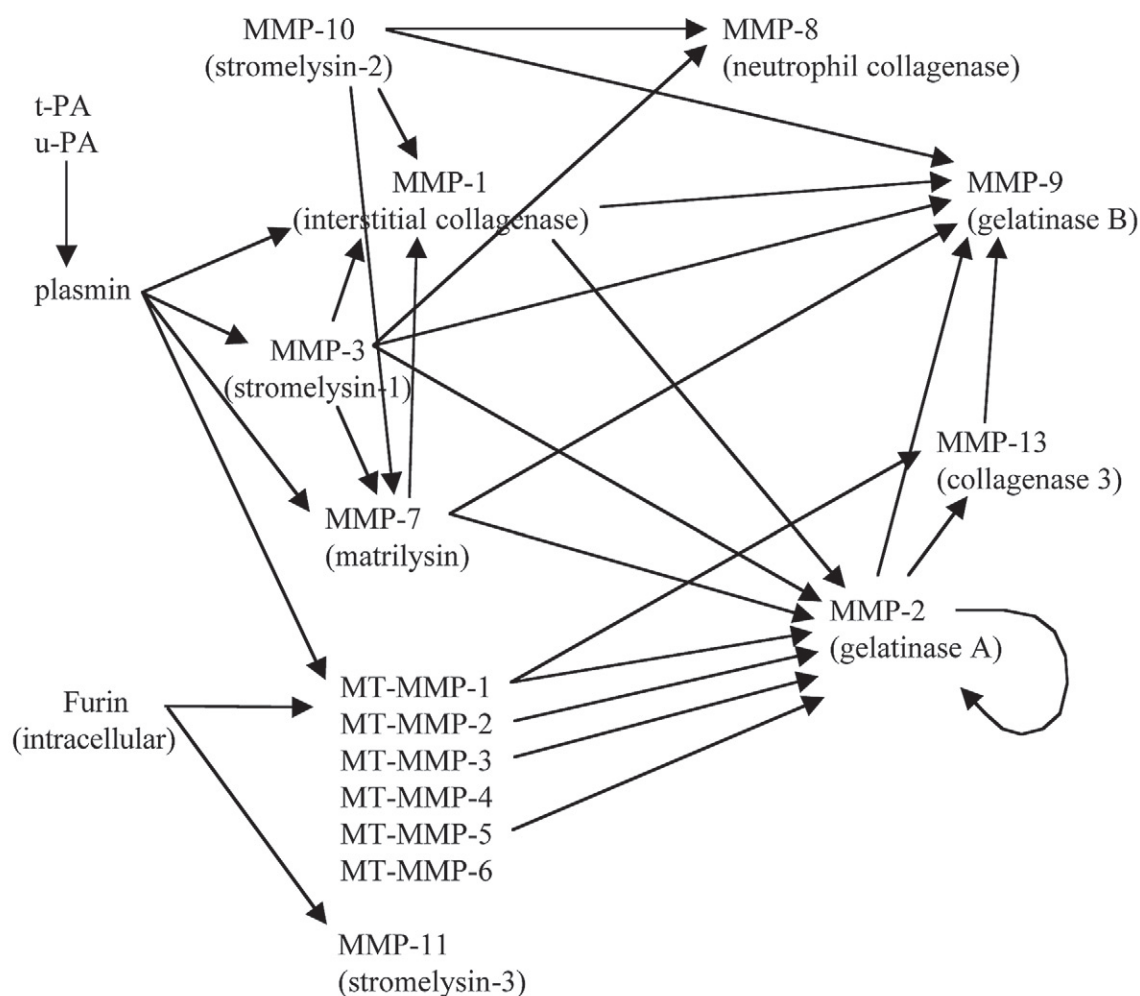 MMP-10
(stromelysin-2)
MMP-8
(neutrophil collagenase)
t-PA
u-PA
MMP-1
(interstitial collagenase)
MMP-9
(gelatinase B)
plasmin
MMP-3
(stromelysin-1)
MMP-13
(collagenase 3)
MMP-7
(matrilysin)
MMP-2
(gelatinase A)
Furin
(intracellular)
MT-MMP-1
MT-MMP-2
MT-MMP-3
MT-MMP-4
MT-MMP-5
MT-MMP-6
MMP-11
(stromelysin-3)